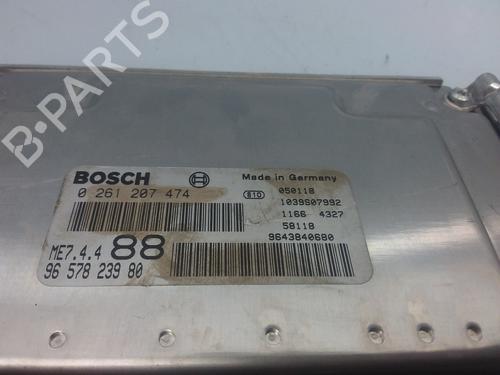 B-PARTS
BOSCH
Made in Germany
0 261 207 474
610
050118
1039S07992
1166 4327
58118
9643840680
ME7.4.4 88
96 578 239 80